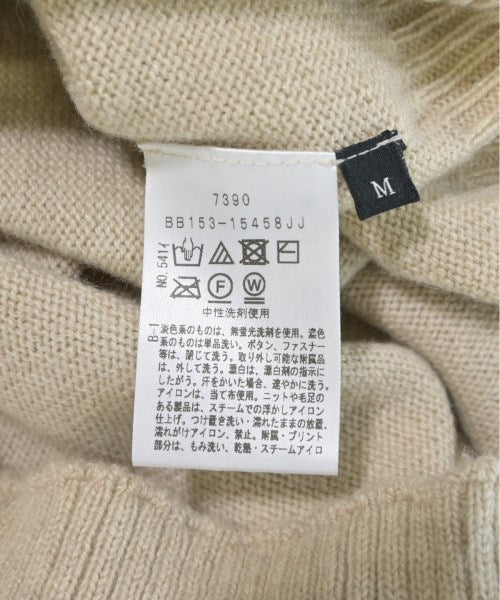 7390
BB153-15458JJ
M
NO.5414
F W
中性洗剤使用
B-1
淡色系のものは、無蛍光洗剤を使用。濃色
系のものは単品洗い。ボタン、ファスナー
等は、閉じて洗う。取り外し可能な附属品
は、外して洗う。漂白は、漂白剤の指示に
したがう。汗をかいた場合、速やかに洗う。
アイロンは、当て布使用。ニットや毛足の
ある製品は、スチームでの浮かしアイロン
仕上げ。つけ置き洗い・濡れたままの放置、
濡れがけアイロン、禁止。附属・プリント
部分は、もみ洗い、乾熱・スチームアイロ